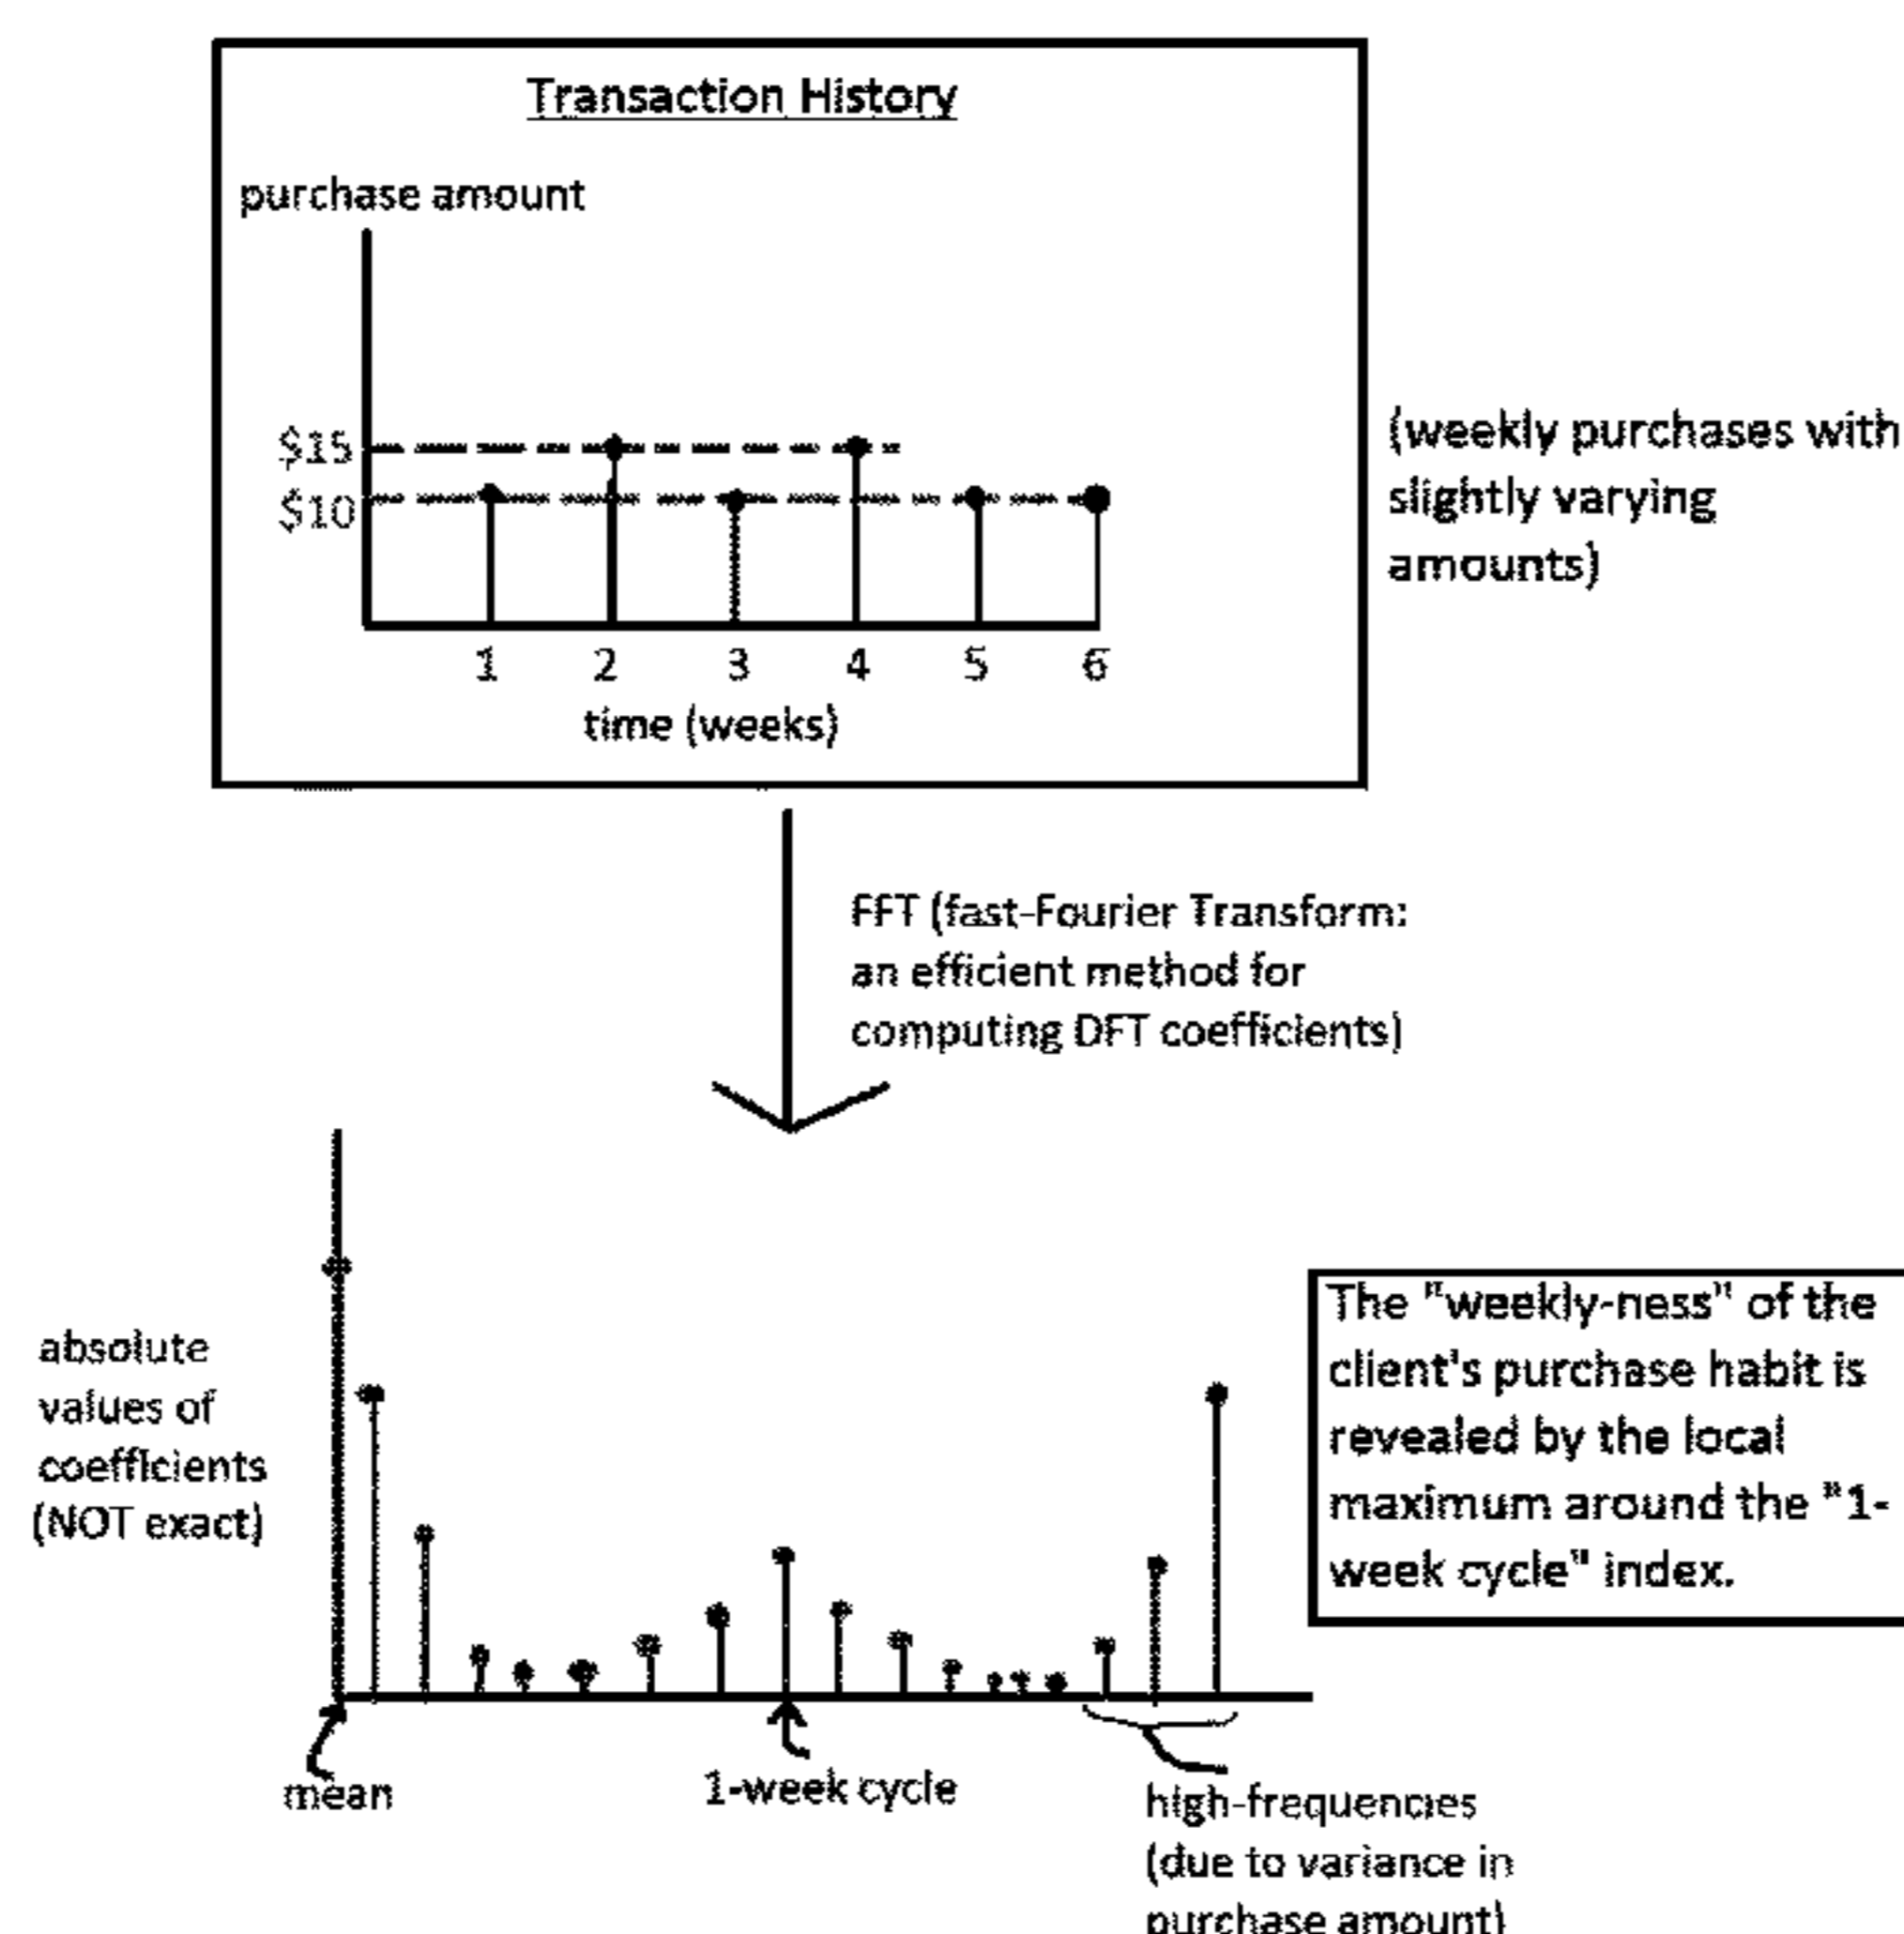 Transaction History
purchase amount
$15
$10
1 2 3 4 5 6
time (weeks)
(weekly purchases with
slightly varying
amounts)
FFT (fast-Fourier Transform:
an efficient method for
computing DFT coefficients)
absolute
values of
coefficients
(NOT exact)
The "weekly-ness" of the
client's purchase habit is
revealed by the local
maximum around the "1-
week cycle" index.
mean
1-week cycle
high-frequencies
(due to variance in
purchase amount)